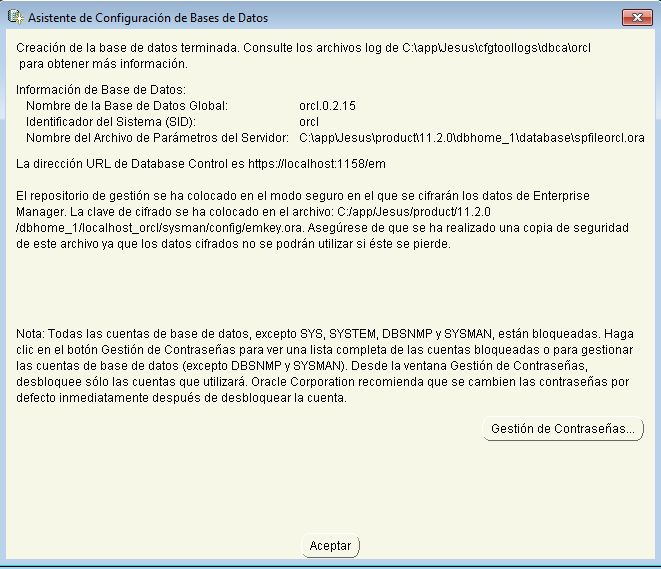 Asistente de Configuración de Bases de Datos
Creación de la base de datos terminada. Consulte los archivos log de C:\app\Jesus\cfgtoollogs\dbca\orcl
para obtener más información.
Información de Base de Datos:
Nombre de la Base de Datos Global: orcl.0.2.15
Identificador del Sistema (SID): orcl
Nombre del Archivo de Parámetros del Servidor: C:\app\Jesus\product\11.2.0\dbhome_1\database\spfileorcl.ora
La dirección URL de Database Control es https://localhost:1158/em
El repositorio de gestión se ha colocado en el modo seguro en el que se cifrarán los datos de Enterprise
Manager. La clave de cifrado se ha colocado en el archivo: C:/app/Jesus/product/11.2.0
/dbhome_1/localhost_orcl/sysman/config/emkey.ora. Asegúrese de que se ha realizado una copia de seguridad
de este archivo ya que los datos cifrados no se podrán utilizar si éste se pierde.
Nota: Todas las cuentas de base de datos, excepto SYS, SYSTEM, DBSNMP y SYSMAN, están bloqueadas. Haga
clic en el botón Gestión de Contraseñas para ver una lista completa de las cuentas bloqueadas o para gestionar
las cuentas de base de datos (excepto DBSNMP y SYSMAN). Desde la ventana Gestión de Contraseñas,
desbloquee sólo las cuentas que utilizará. Oracle Corporation recomienda que se cambien las contraseñas por
defecto inmediatamente después de desbloquear la cuenta.
Gestión de Contraseñas...
Aceptar